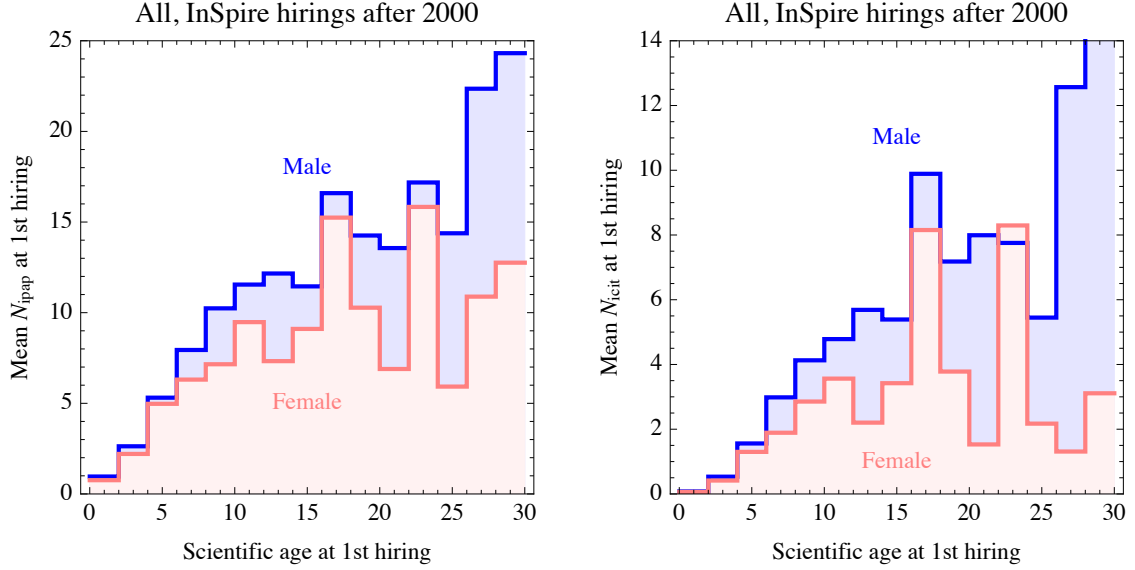 All, InSpire hirings after 2000
25
20
15
10
5
0
Mean N_ipap at 1st hiring
Male
Female
0 5 10 15 20 25 30
Scientific age at 1st hiring
All, InSpire hirings after 2000
14
12
10
8
6
4
2
0
Mean N_icit at 1st hiring
Male
Female
0 5 10 15 20 25 30
Scientific age at 1st hiring